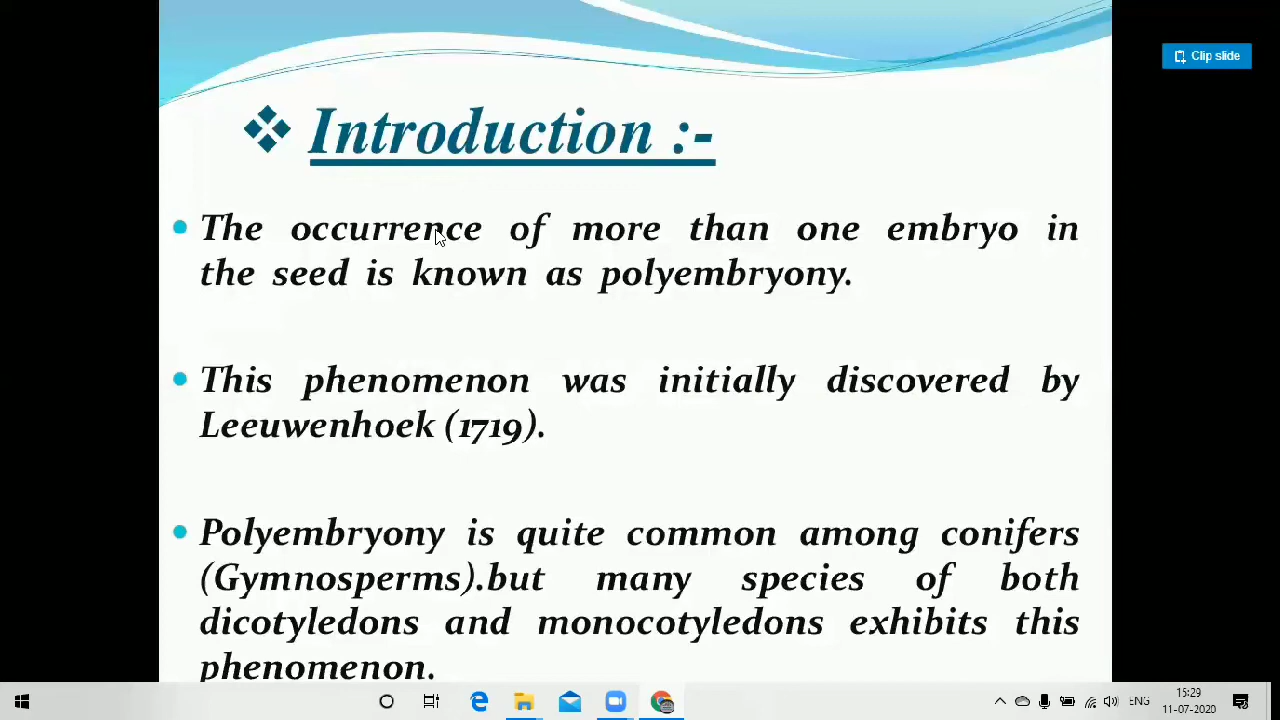 Clip slide
❖ Introduction :-
• The occurrence of more than one embryo in
the seed is known as polyembryony.
• This phenomenon was initially discovered by
Leeuwenhoek (1719).
• Polyembryony is quite common among conifers
(Gymnosperms).but many species of both
dicotyledons and monocotyledons exhibits this
phenomenon.
ENG
15:29
11-07-2020